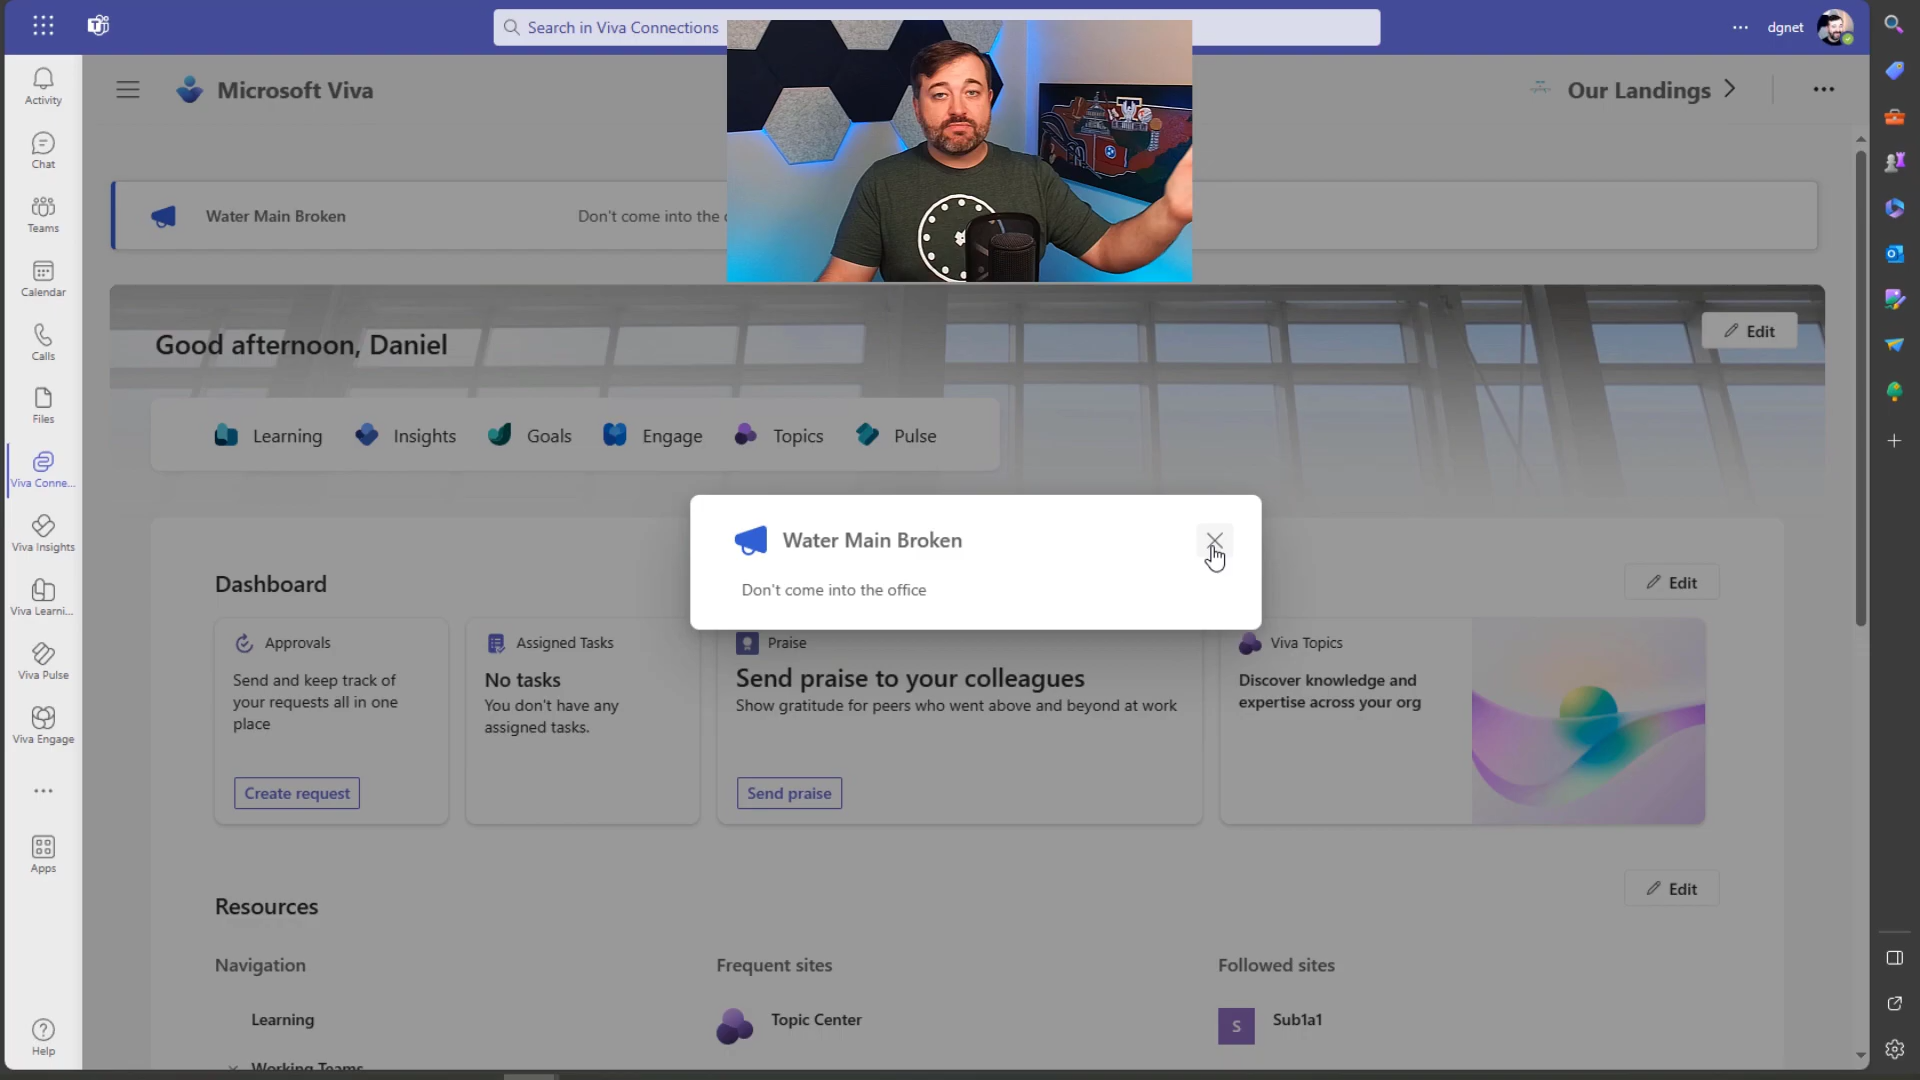 Search in Viva Connections
dgnet
Activity
Chat
Teams
Calendar
Calls
Files
Viva Conne...
Viva Insights
Viva Learni...
Viva Pulse
Viva Engage
Apps
Help
Microsoft Viva
Our Landings
Water Main Broken
Don't come into the
Good afternoon, Daniel
Edit
Learning
Insights
Goals
Engage
Topics
Pulse
Water Main Broken
Don't come into the office
Dashboard
Edit
Approvals
Send and keep track of
your requests all in one
place
Create request
Assigned Tasks
No tasks
You don't have any
assigned tasks.
Praise
Send praise to your colleagues
Show gratitude for peers who went above and beyond at work
Send praise
Viva Topics
Discover knowledge and
expertise across your org
Resources
Edit
Navigation
Learning
Working Teams
Frequent sites
Topic Center
Followed sites
S
Sub1a1